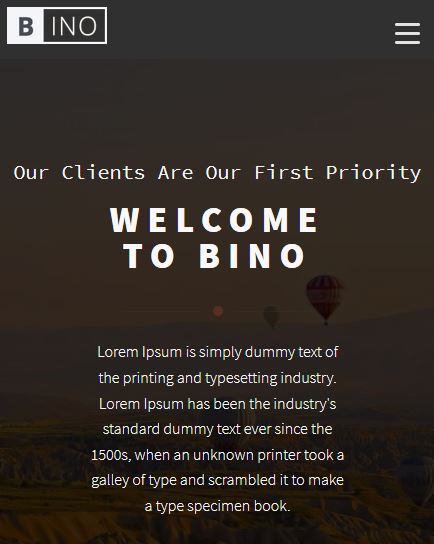 BINO
Our Clients Are Our First Priority
WELCOME
TO BINO
Lorem Ipsum is simply dummy text of
the printing and typesetting industry.
Lorem Ipsum has been the industry's
standard dummy text ever since the
1500s, when an unknown printer took a
galley of type and scrambled it to make
a type specimen book.